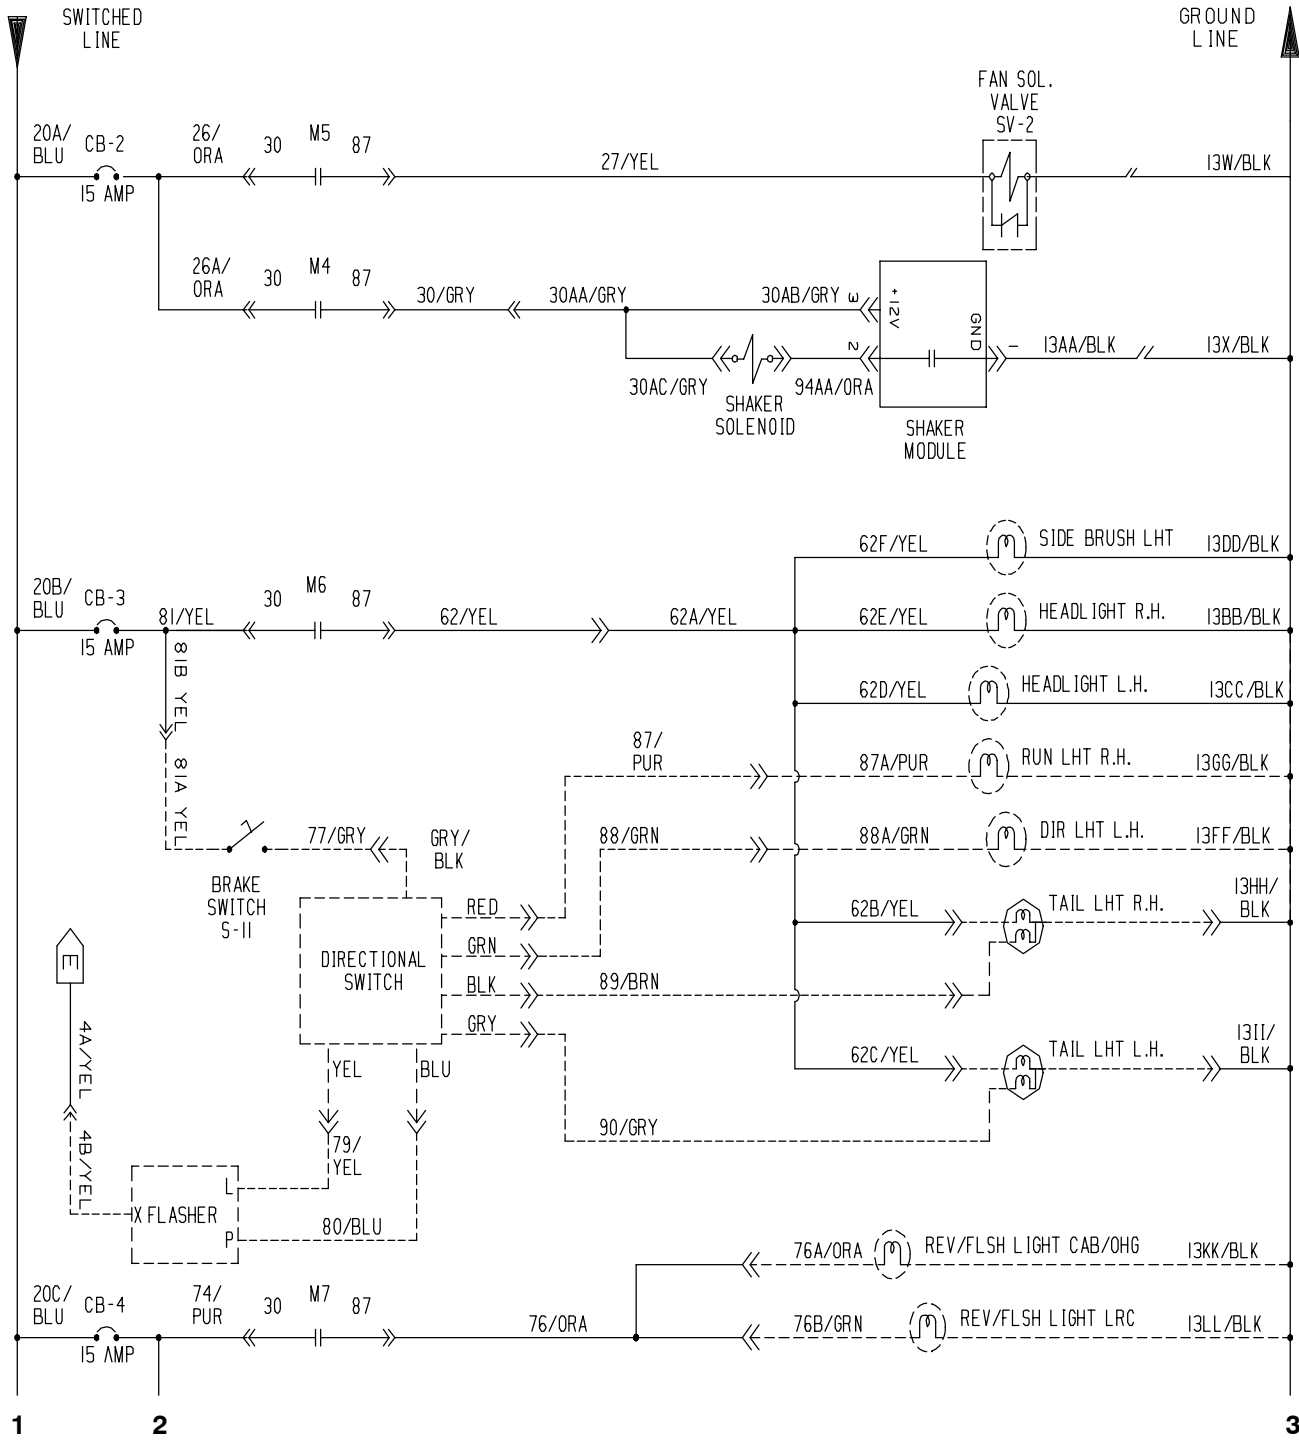 SWITCHED
LINE
GROUND
LINE
FAN SOL.
VALVE
SV-2
20A/
BLU
CB-2
15 AMP
26/
ORA
30
M5
87
27/YEL
13W/BLK
26A/
ORA
30
M4
87
30/GRY
30AA/GRY
30AB/GRY
3
+12V
GND
2
1
13AA/BLK
13X/BLK
30AC/GRY
94AA/ORA
SHAKER
SOLENOID
SHAKER
MODULE
62F/YEL
SIDE BRUSH LHT
13DD/BLK
20B/
BLU
CB-3
15 AMP
81/YEL
30
M6
87
62/YEL
62A/YEL
62E/YEL
HEADLIGHT R.H.
13BB/BLK
81B YEL
62D/YEL
HEADLIGHT L.H.
13CC/BLK
87/
PUR
87A/PUR
RUN LHT R.H.
13GG/BLK
81A YEL
77/GRY
GRY/
BLK
88/GRN
88A/GRN
DIR LHT L.H.
13FF/BLK
BRAKE
SWITCH
S-11
RED
62B/YEL
TAIL LHT R.H.
13HH/
BLK
DIRECTIONAL
SWITCH
GRN
BLK
89/BRN
GRY
E
4A/YEL
YEL
BLU
62C/YEL
TAIL LHT L.H.
13II/
BLK
4B/YEL
79/
YEL
90/GRY
L
X FLASHER
P
80/BLU
76A/ORA
REV/FLSH LIGHT CAB/OHG
13KK/BLK
20C/
BLU
CB-4
15 AMP
74/
PUR
30
M7
87
76/ORA
76B/GRN
REV/FLSH LIGHT LRC
13LL/BLK
1
2
3